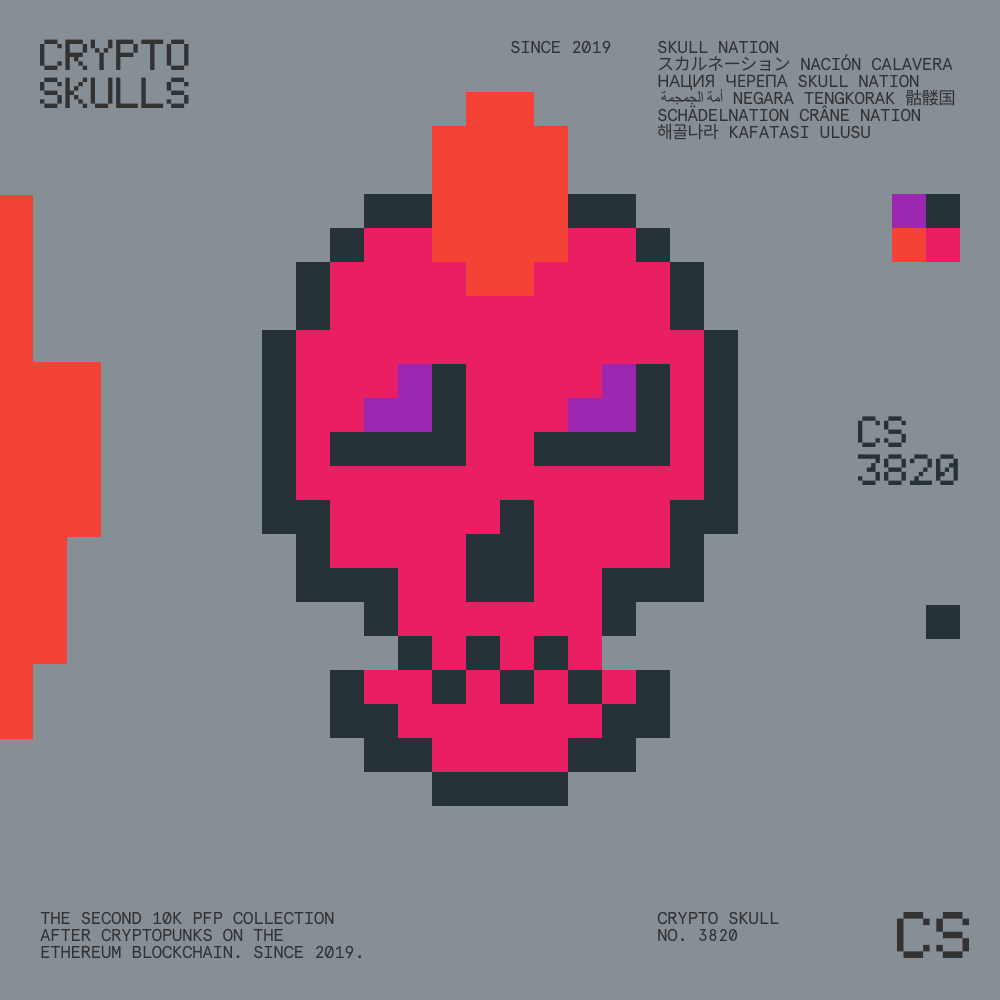 CRYPTO
SKULLS
SINCE 2019
SKULL NATION
スカルネーション NACIÓN CALAVERA
НАЦИЯ ЧЕРЕПА SKULL NATION
أمة الجمجمة NEGARA TENGKORAK 骷髅国
SCHÄDELNATION CRÂNE NATION
해골나라 KAFATASI ULUSU
CS
3820
THE SECOND 10K PFP COLLECTION
AFTER CRYPTOPUNKS ON THE
ETHEREUM BLOCKCHAIN. SINCE 2019.
CRYPTO SKULL
NO. 3820
CS